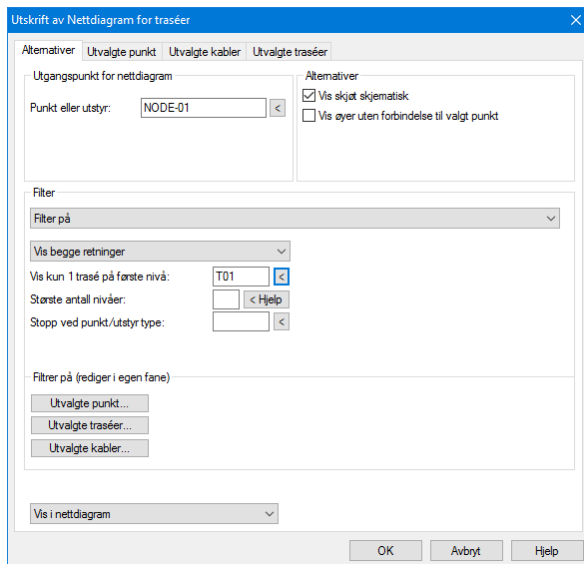 Utskrift av Nettdiagram for traséer
Alternativer Utvalgte punkt Utvalgte kabler Utvalgte traséer
Utgangspunkt for nettdiagram
Punkt eller utstyr: NODE-01 <
Alternativer
Vis skjøt skjematisk
Vis øyer uten forbindelse til valgt punkt
Filter
Filter på
Vis begge retninger
Vis kun 1 trasé på første nivå: T01 <
Største antall nivåer: < Hjelp
Stopp ved punkt/utstyr type: <
Filtrer på (rediger i egen fane)
Utvalgte punkt...
Utvalgte traséer...
Utvalgte kabler...
Vis i nettdiagram
OK Avbryt Hjelp